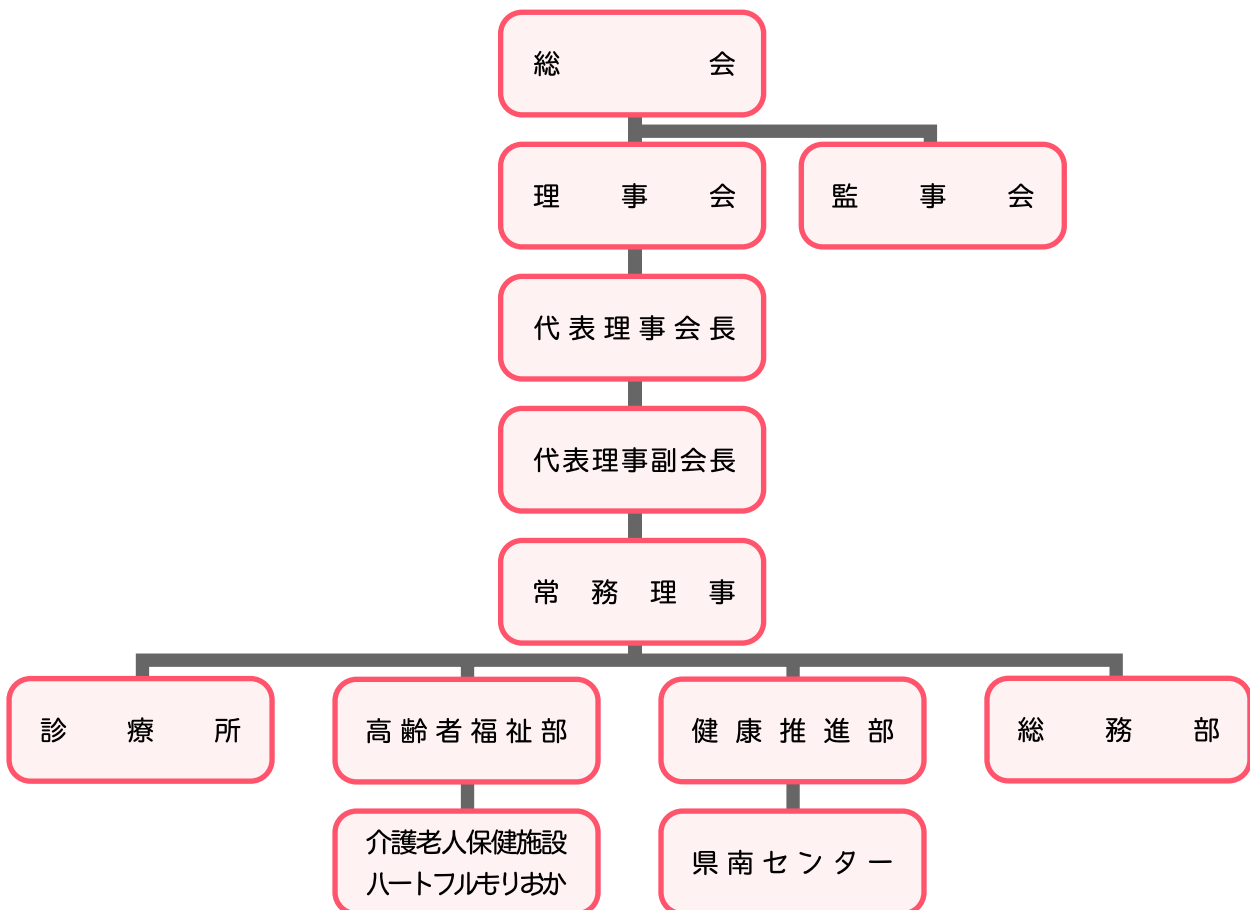 総会
理事会
監事会
代表理事会長
代表理事副会長
常務理事
診療所
高齢者福祉部
健康推進部
総務部
介護老人保健施設
ハートフルもりおか
県南センター